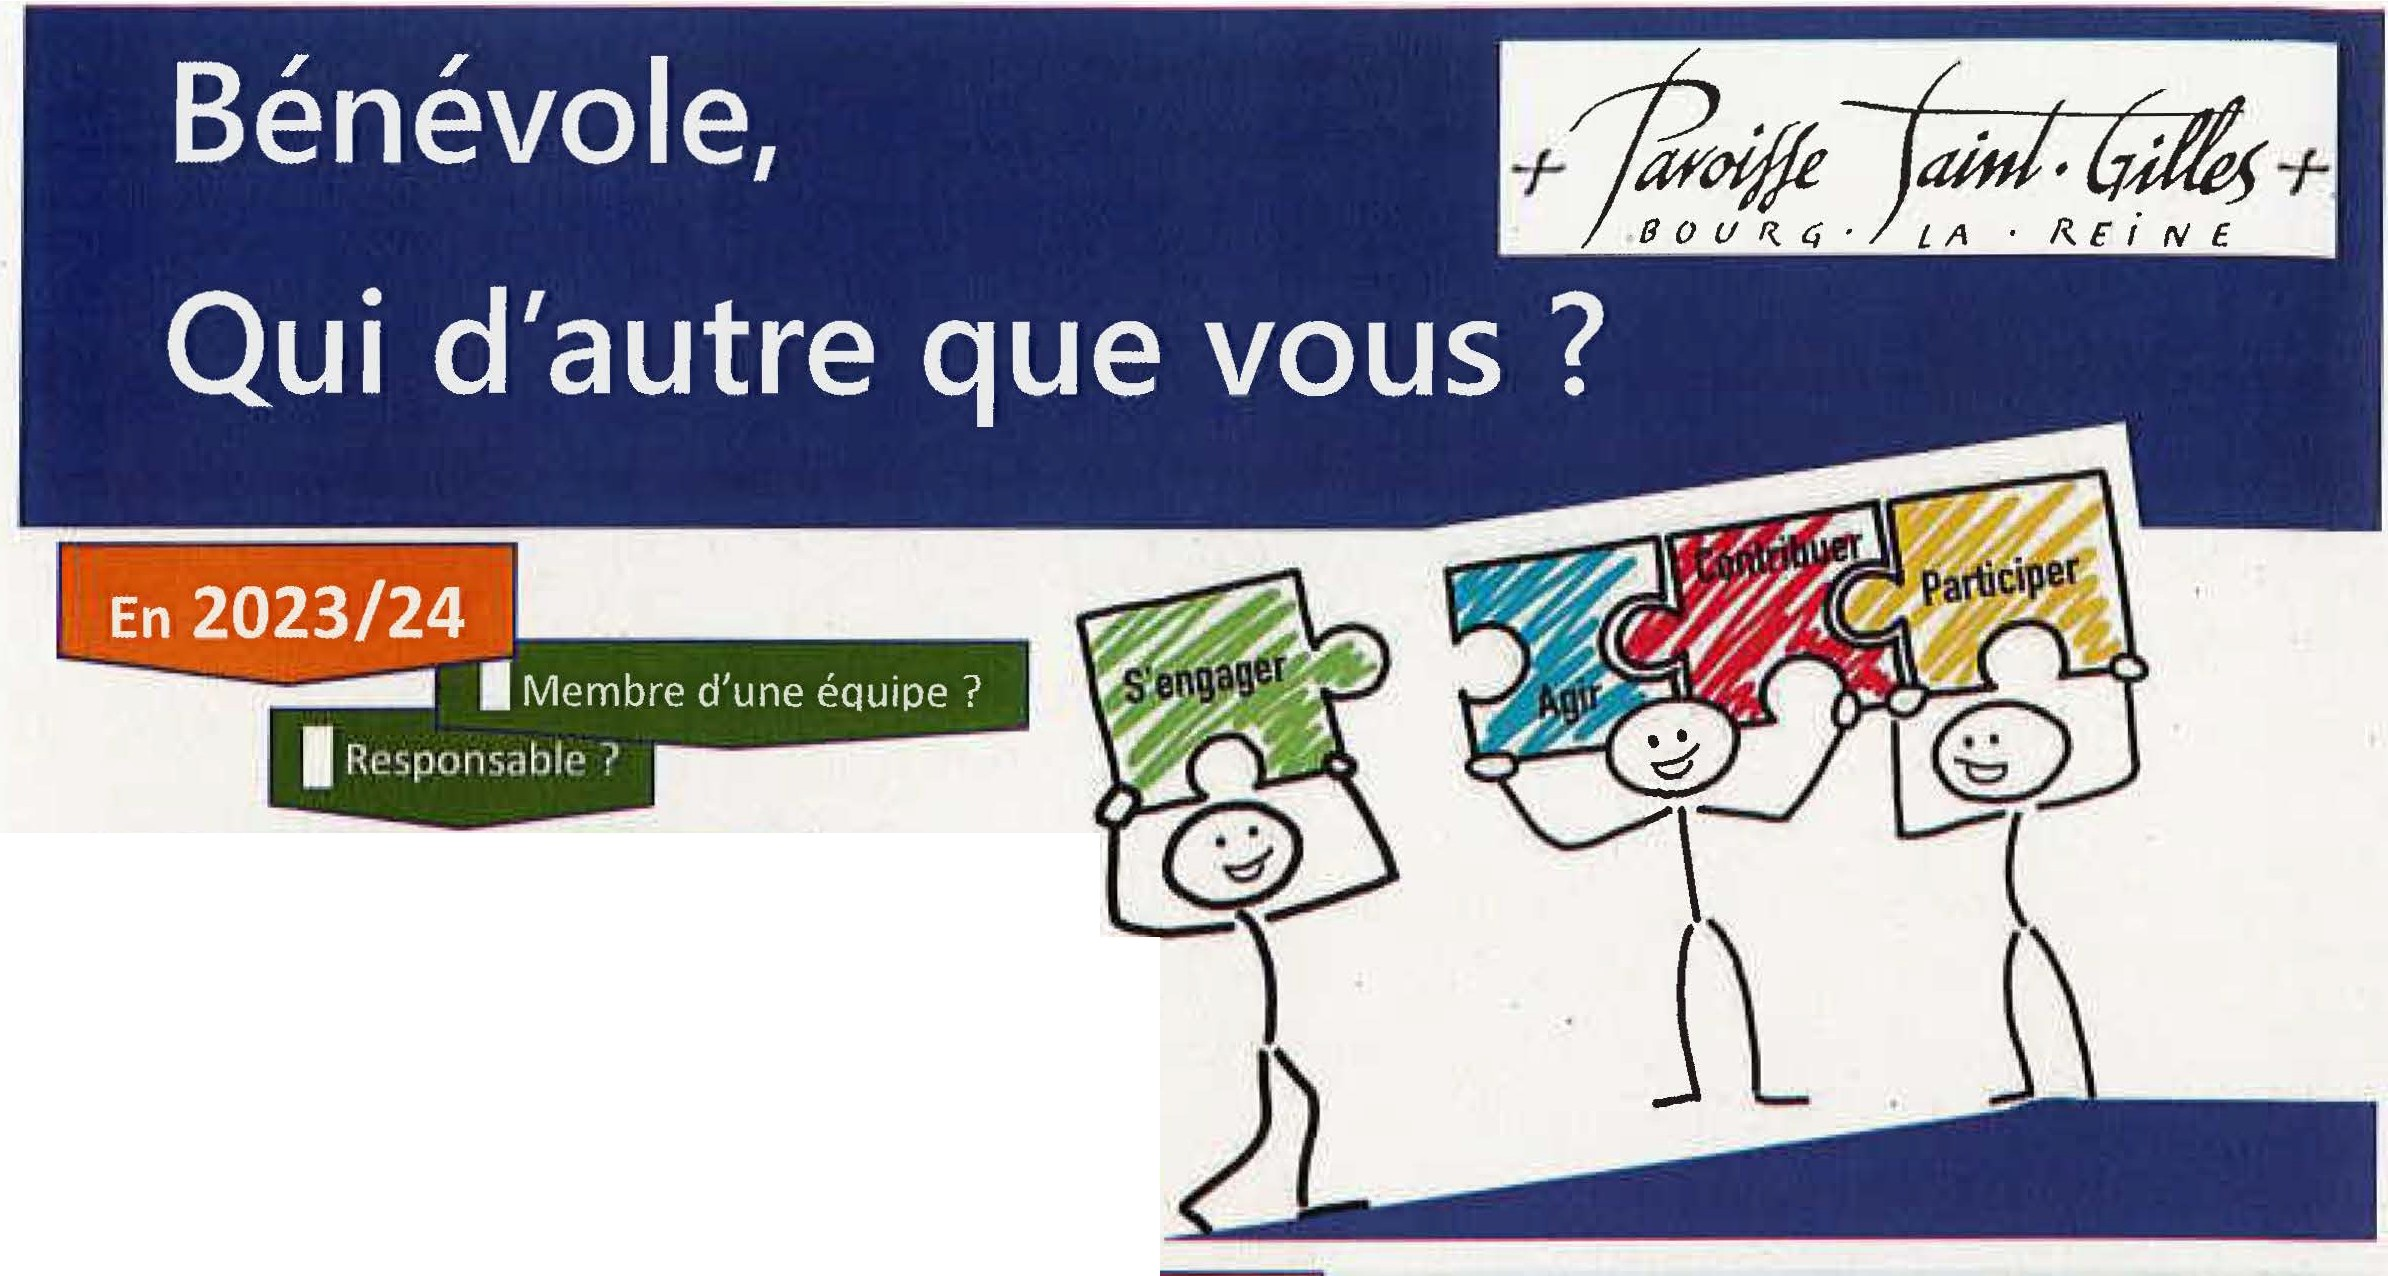 Bénévole,
+ Paroisse Saint·Gilles +
BOURG · LA · REiNE
Qui d'autre que vous ?
En 2023/24
Membre d'une équipe ?
Responsable ?
S'engager
Agir
Contribuer
Participer